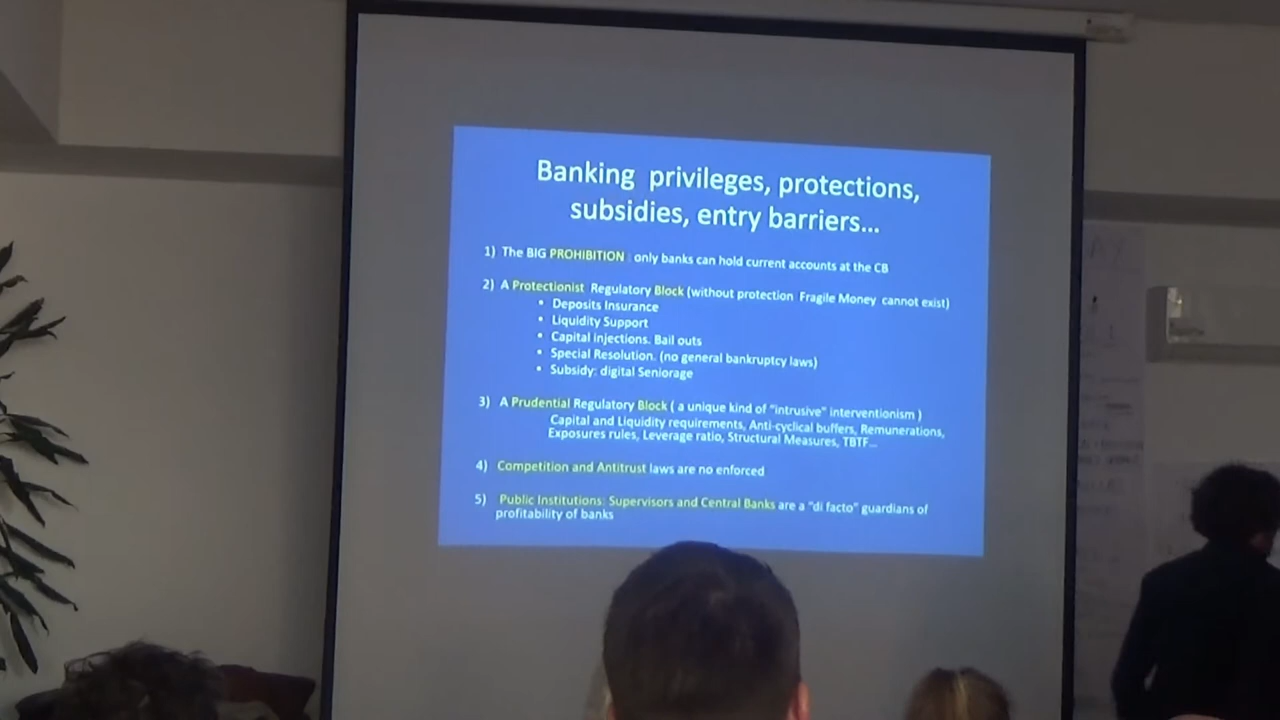 Banking privileges, protections,
subsidies, entry barriers...
1) The BIG PROHIBITION : only banks can hold current accounts at the CB
2) A Protectionist Regulatory Block (without protection Fragile Money cannot exist)
• Deposits Insurance
• Liquidity Support
• Capital injections. Bail outs
• Special Resolution. (no general bankruptcy laws)
• Subsidy: digital Seniorage
3) A Prudential Regulatory Block ( a unique kind of "intrusive" interventionism )
Capital and Liquidity requirements, Anti-cyclical buffers, Remunerations,
Exposures rules, Leverage ratio, Structural Measures, TBTF...
4) Competition and Antitrust laws are no enforced
5) Public Institutions: Supervisors and Central Banks are a "di facto" guardians of
profitability of banks